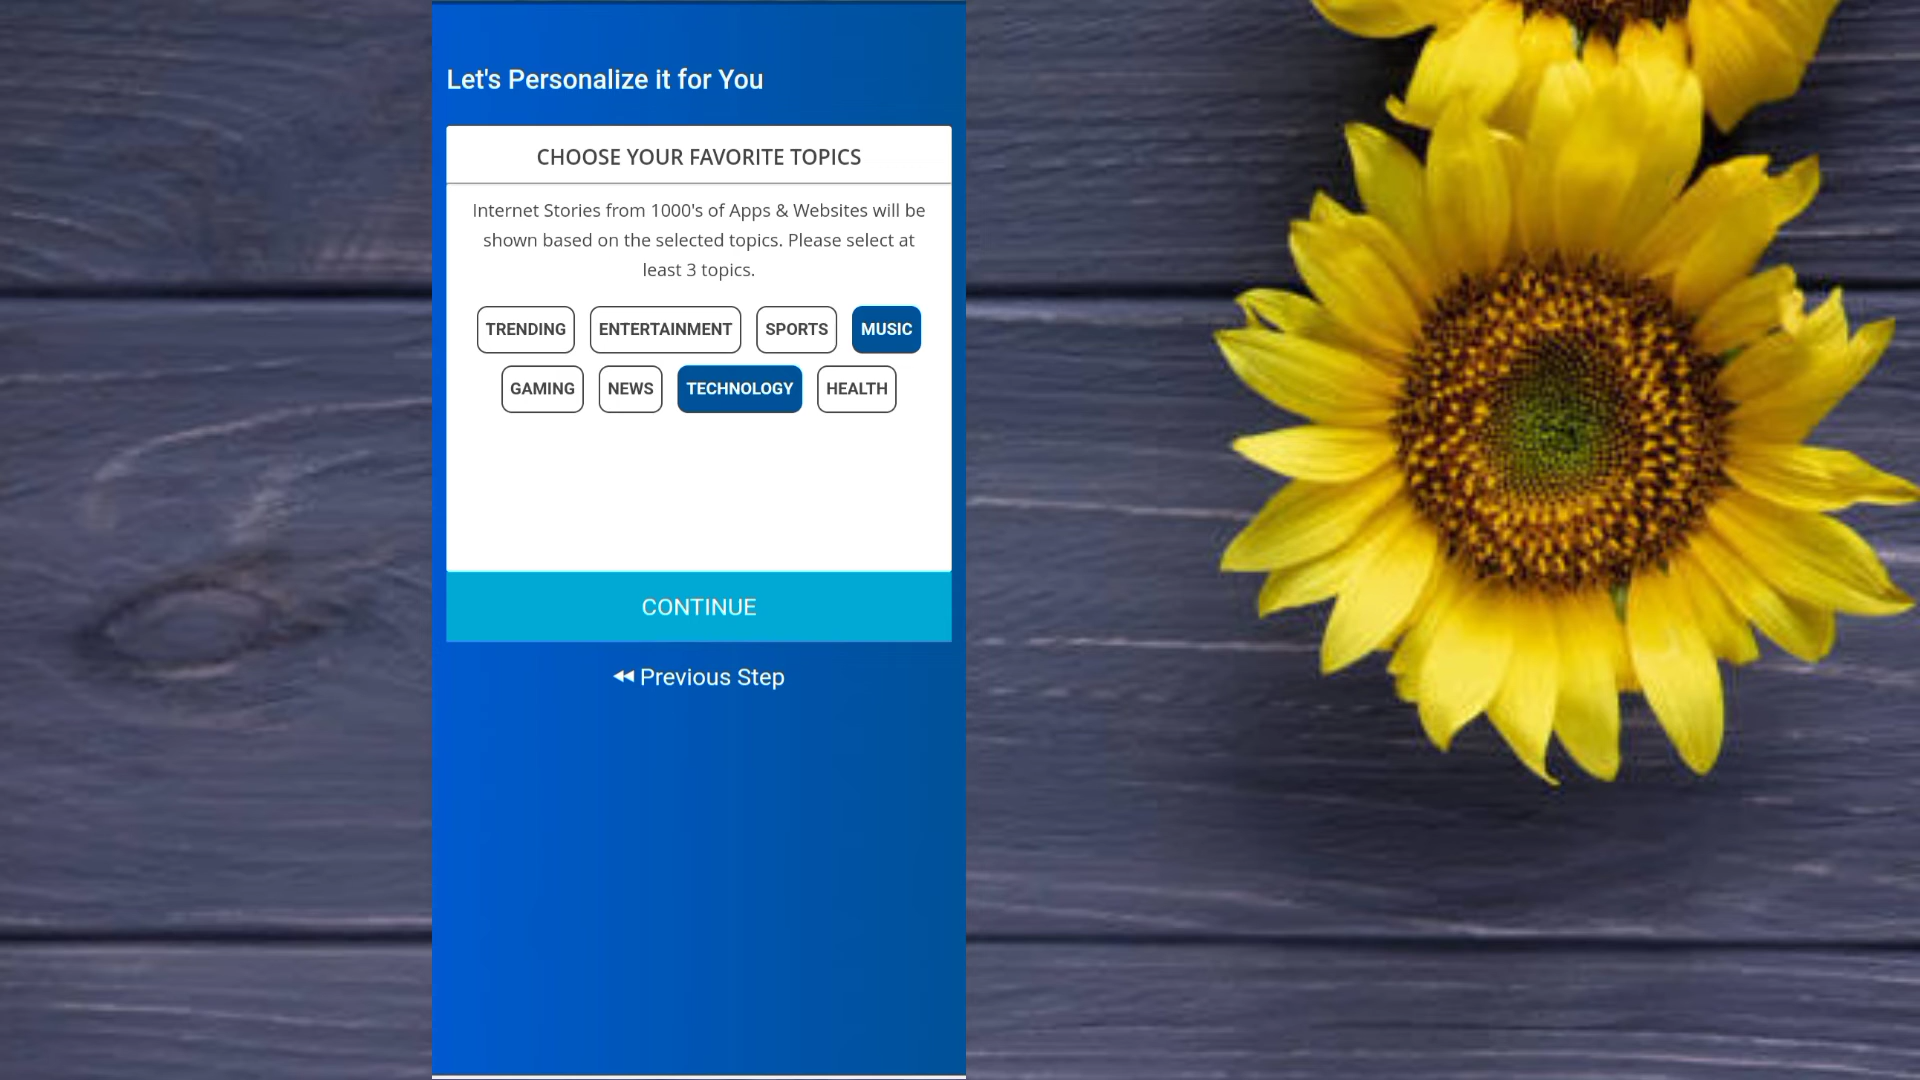 Let's Personalize it for You
CHOOSE YOUR FAVORITE TOPICS
Internet Stories from 1000's of Apps & Websites will be
shown based on the selected topics. Please select at
least 3 topics.
TRENDING ENTERTAINMENT SPORTS MUSIC
GAMING NEWS TECHNOLOGY HEALTH
CONTINUE
Previous Step